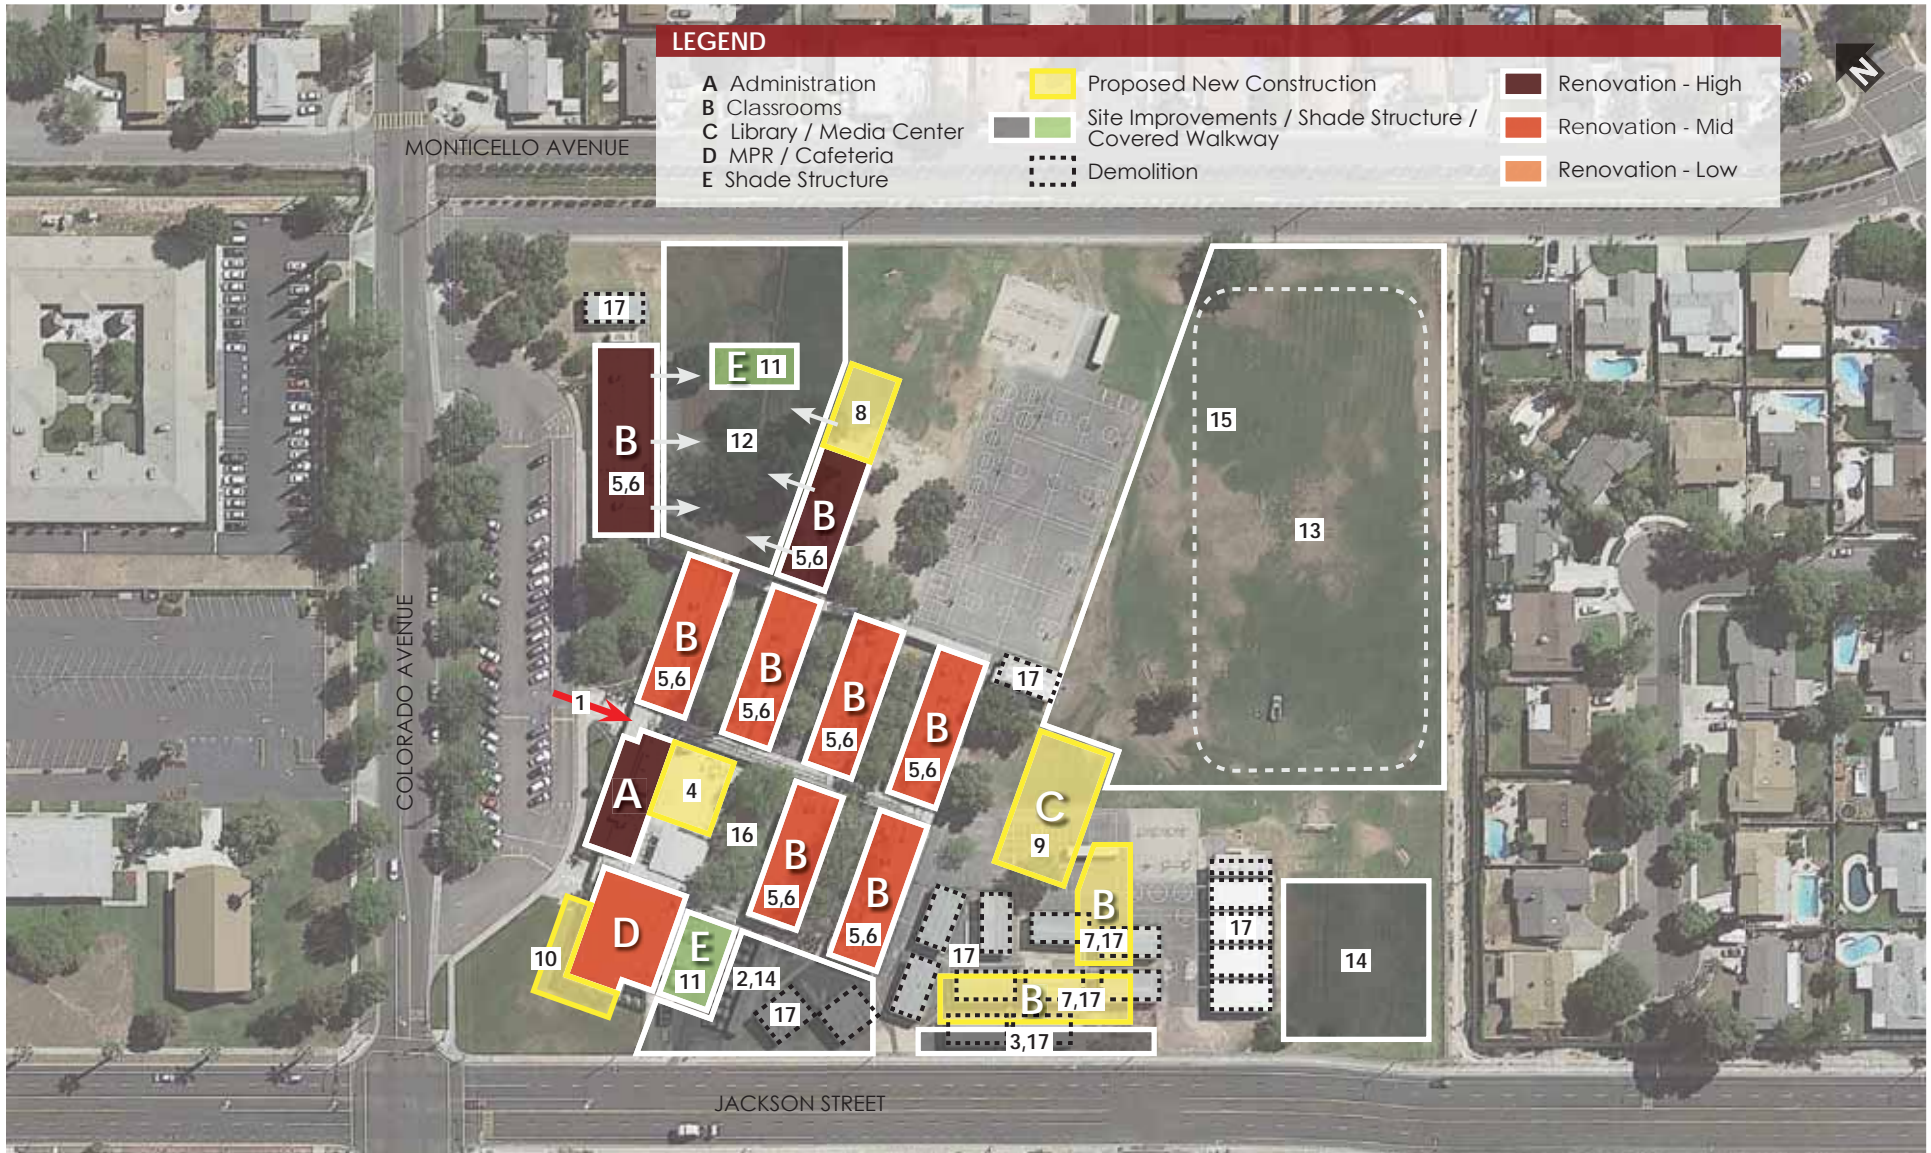 LEGEND
A Administration
B Classrooms
C Library / Media Center
D MPR / Cafeteria
E Shade Structure
Proposed New Construction
Site Improvements / Shade Structure /
Covered Walkway
Demolition
Renovation - High
Renovation - Mid
Renovation - Low
N
MONTICELLO AVENUE
COLORADO AVENUE
JACKSON STREET
17
E 11
8
15
B
5,6
12
B
5,6
13
B
5,6
B
5,6
B
5,6
B
5,6
17
1
A
4
16
C
9
B
5,6
B
5,6
B
7,17
17
17
D
10
E
11
2,14
17
B 7,17
3,17
14